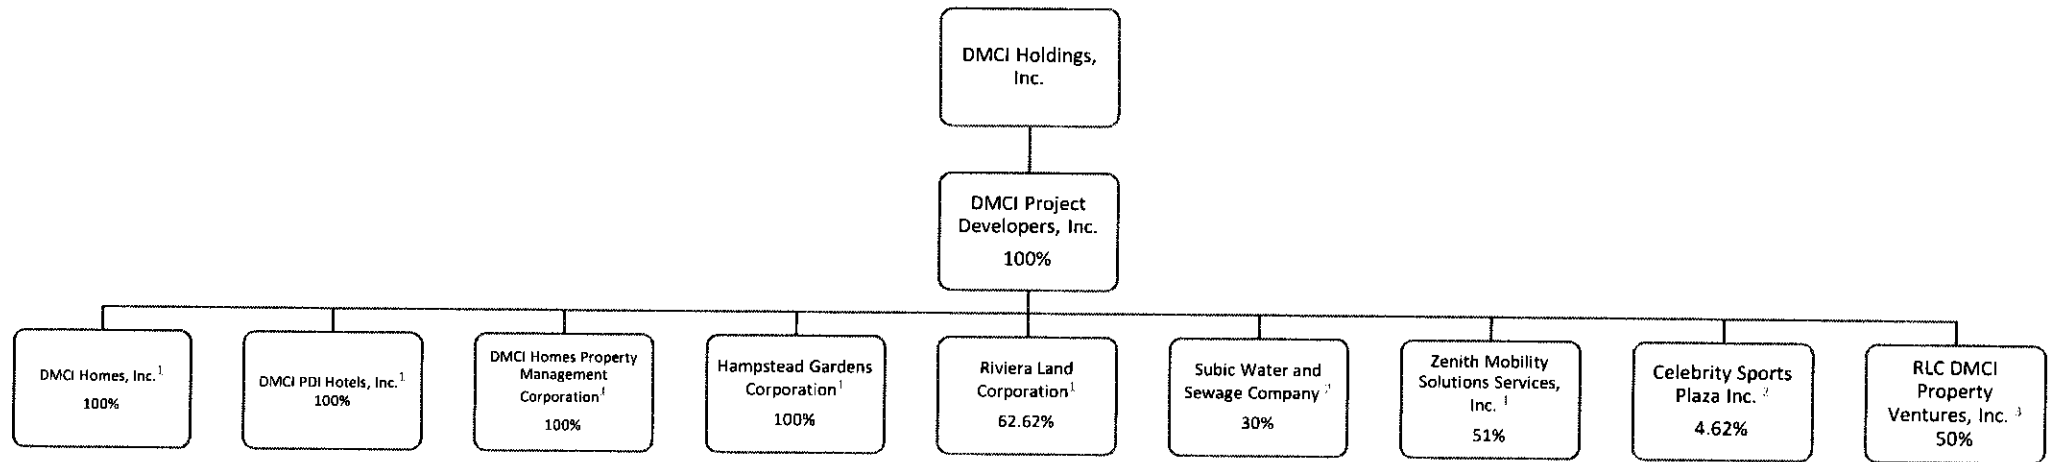 DMCI Holdings,
Inc.
DMCI Project
Developers, Inc.
100%
DMCI Homes, Inc.¹
100%
DMCI PDI Hotels, Inc.¹
100%
DMCI Homes Property
Management
Corporation¹
100%
Hampstead Gardens
Corporation¹
100%
Riviera Land
Corporation¹
62.62%
Subic Water and
Sewage Company ²
30%
Zenith Mobility
Solutions Services,
Inc. ¹
51%
Celebrity Sports
Plaza Inc. ²
4.62%
RLC DMCI
Property
Ventures, Inc. ³
50%